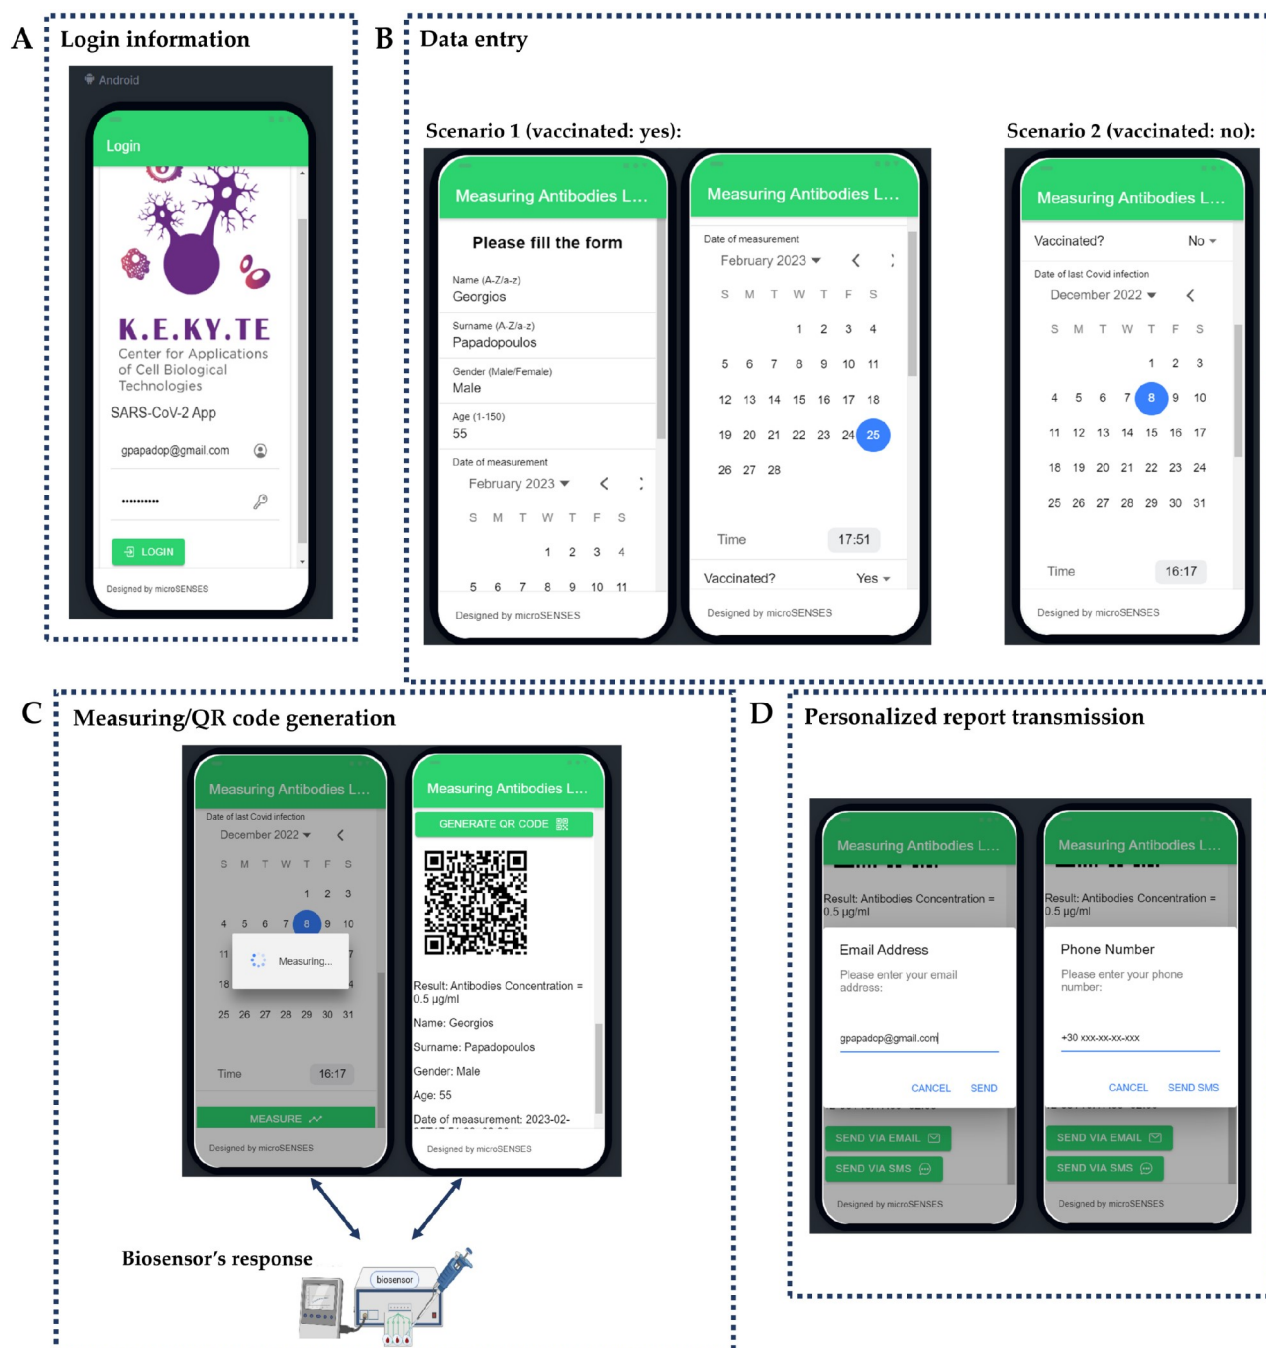 A Login information
Android
Login
K.E.KY.TE
Center for Applications
of Cell Biological
Technologies
SARS-CoV-2 App
gpapadop@gmail.com
••••••••••
LOGIN
Designed by microSENSES
B Data entry
Scenario 1 (vaccinated: yes):
Measuring Antibodies L...
Please fill the form
Name (A-Z/a-z)
Georgios
Surname (A-Z/a-z)
Papadopoulos
Gender (Male/Female)
Male
Age (1-150)
55
Date of measurement
February 2023
S M T W T F S
1 2 3 4
5 6 7 8 9 10 11
Designed by microSENSES
Measuring Antibodies L...
Date of measurement
February 2023
S M T W T F S
1 2 3 4
5 6 7 8 9 10 11
12 13 14 15 16 17 18
19 20 21 22 23 24 25
26 27 28
Time 17:51
Vaccinated? Yes
Designed by microSENSES
Scenario 2 (vaccinated: no):
Measuring Antibodies L...
Vaccinated? No
Date of last Covid infection
December 2022
S M T W T F S
1 2 3
4 5 6 7 8 9 10
11 12 13 14 15 16 17
18 19 20 21 22 23 24
25 26 27 28 29 30 31
Time 16:17
Designed by microSENSES
C Measuring/QR code generation
Measuring Antibodies L...
Date of last Covid infection
December 2022
S M T W T F S
1 2 3
4 5 6 7 8 9 10
11 7
Measuring...
18 4
25 26 27 28 29 30 31
Time 16:17
MEASURE
Designed by microSENSES
Measuring Antibodies L...
GENERATE QR CODE
Result: Antibodies Concentration =
0.5 µg/ml
Name: Georgios
Surname: Papadopoulos
Gender: Male
Age: 55
Date of measurement: 2023-02-
Designed by microSENSES
Biosensor's response
biosensor
D Personalized report transmission
Measuring Antibodies L...
Result: Antibodies Concentration =
0.5 µg/ml
Email Address
Please enter your email
address:
gpapadop@gmail.com
CANCEL SEND
SEND VIA EMAIL
SEND VIA SMS
Designed by microSENSES
Measuring Antibodies L...
Result: Antibodies Concentration =
0.5 µg/ml
Phone Number
Please enter your phone
number:
+30 xxx-xx-xx-xxx
CANCEL SEND SMS
SEND VIA EMAIL
SEND VIA SMS
Designed by microSENSES